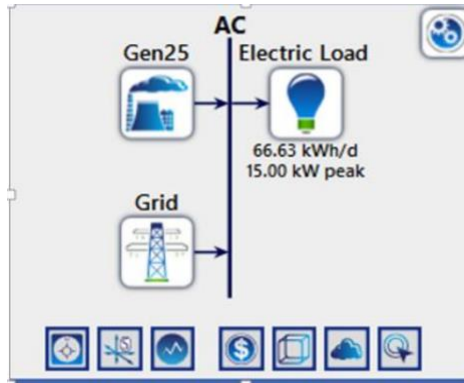 AC
Gen25
Electric Load
66.63 kWh/d
15.00 kW peak
Grid